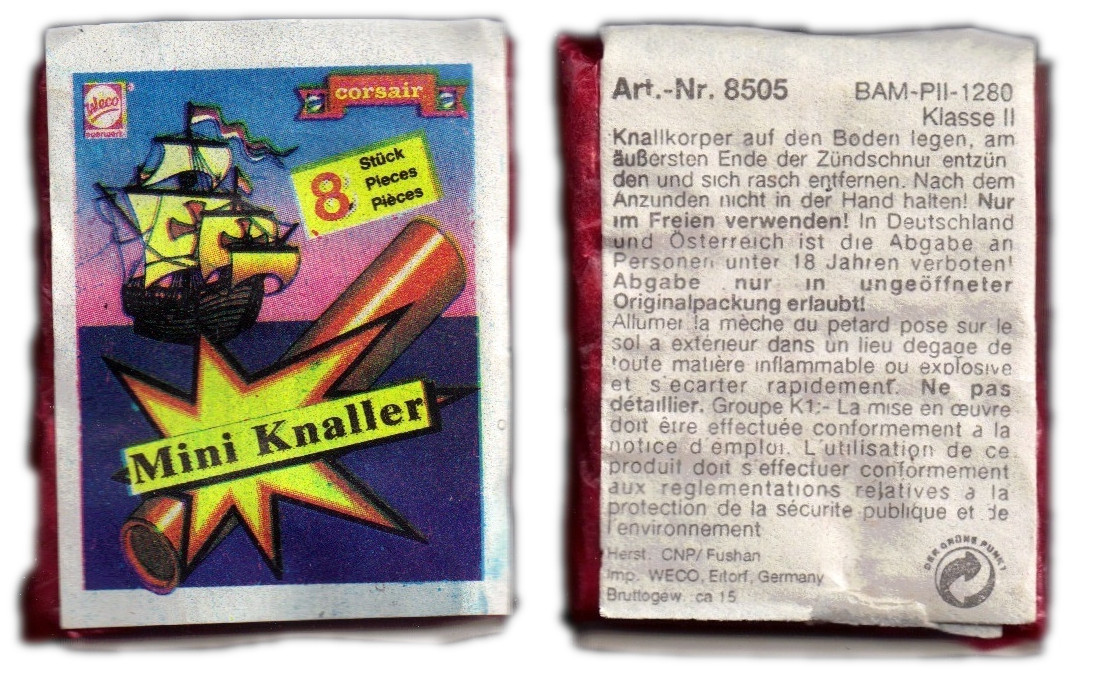 Weco
FEUERWERK
corsair
8
Stück
Pieces
Pièces
Mini Knaller
Art.-Nr. 8505
BAM-PII-1280
Klasse II
Knallkorper auf den Boden legen, am
äußersten Ende der Zündschnur entzün
den und sich rasch entfernen. Nach dem
Anzunden nicht in der Hand halten! Nur
im Freien verwenden! In Deutschland
und Österreich ist die Abgabe an
Personen unter 18 Jahren verboten!
Abgabe nur in ungeöffneter
Originalpackung erlaubt!
Allumer la mèche du petard pose sur le
sol a extérieur dans un lieu degage de
toute matière inflammable ou explosive
et s'ecarter rapidement. Ne pas
détaillier. Groupe K1:- La mise en œuvre
doit être effectuée conformement a la
notice d'emploi. L'utilisation de ce
produit doit s'effectuer conformement
aux reglementations relatives a la
protection de la sécurite publique et de
l'environnement
Herst. CNP/ Fushan
Imp. WECO, Eitorf, Germany
Bruttogew. ca 15
DER GRÜNE PUNKT